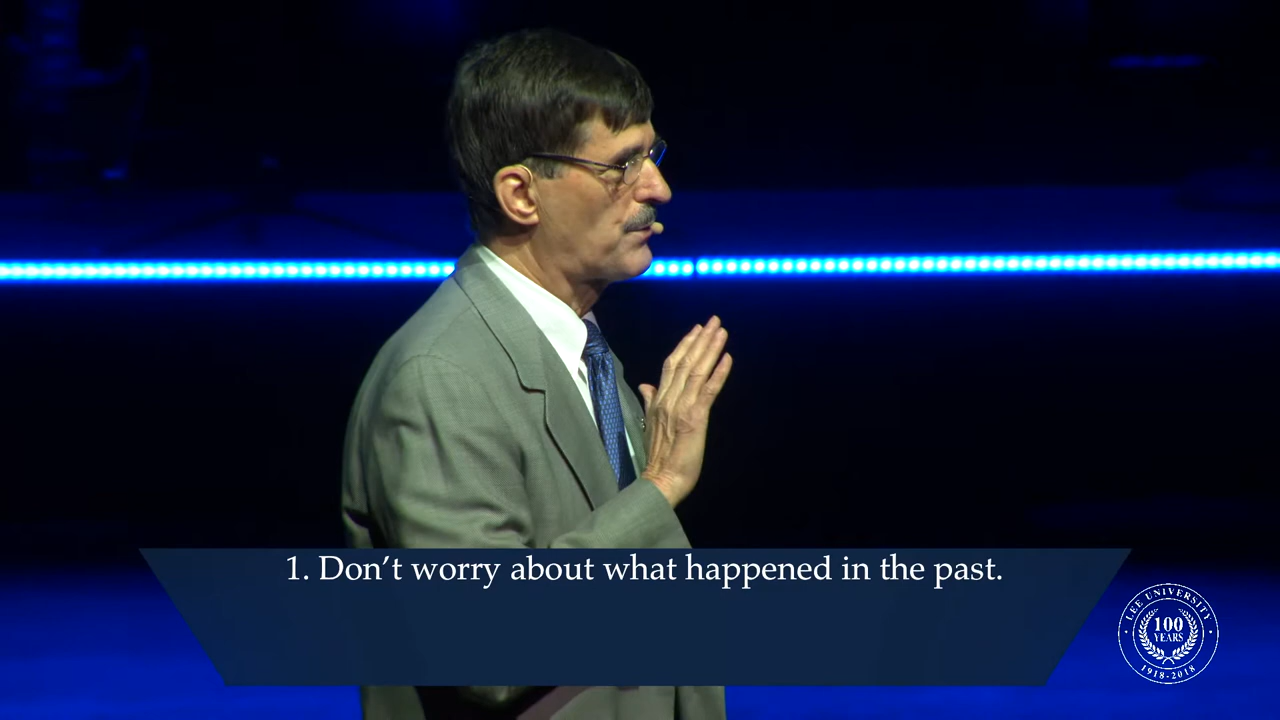 1. Don't worry about what happened in the past.
LEE UNIVERSITY
100
YEARS
1918-2018